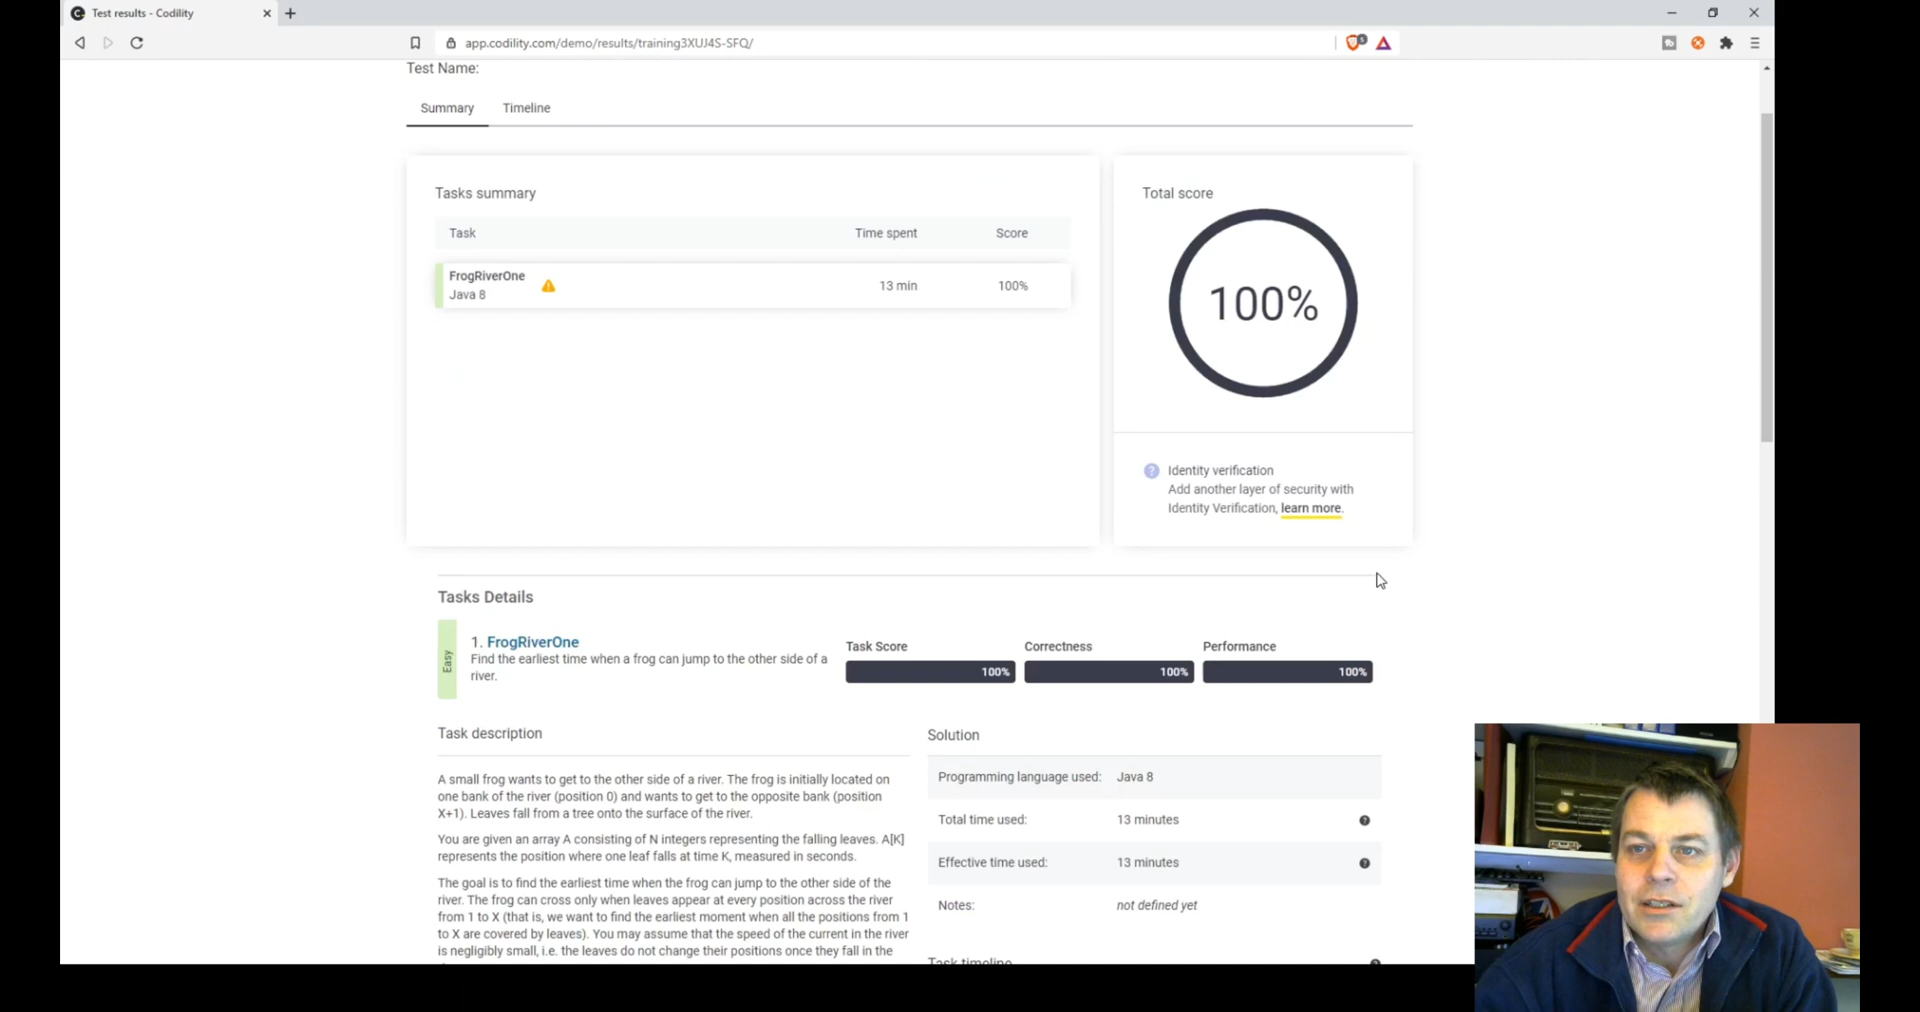 Test results - Codility
app.codility.com/demo/results/training3XUJ4S-SFQ/
5
Test Name:
Summary Timeline
Tasks summary
Task Time spent Score
FrogRiverOne
Java 8
13 min 100%
Total score
100%
? Identity verification
Add another layer of security with
Identity Verification, learn more.
Tasks Details
Easy
1. FrogRiverOne
Find the earliest time when a frog can jump to the other side of a
river.
Task Score Correctness Performance
100% 100% 100%
Task description
A small frog wants to get to the other side of a river. The frog is initially located on
one bank of the river (position 0) and wants to get to the opposite bank (position
X+1). Leaves fall from a tree onto the surface of the river.
You are given an array A consisting of N integers representing the falling leaves. A[K]
represents the position where one leaf falls at time K, measured in seconds.
The goal is to find the earliest time when the frog can jump to the other side of the
river. The frog can cross only when leaves appear at every position across the river
from 1 to X (that is, we want to find the earliest moment when all the positions from 1
to X are covered by leaves). You may assume that the speed of the current in the river
is negligibly small, i.e. the leaves do not change their positions once they fall in the
Solution
Programming language used: Java 8
Total time used: 13 minutes ?
Effective time used: 13 minutes ?
Notes: not defined yet
Task timeline